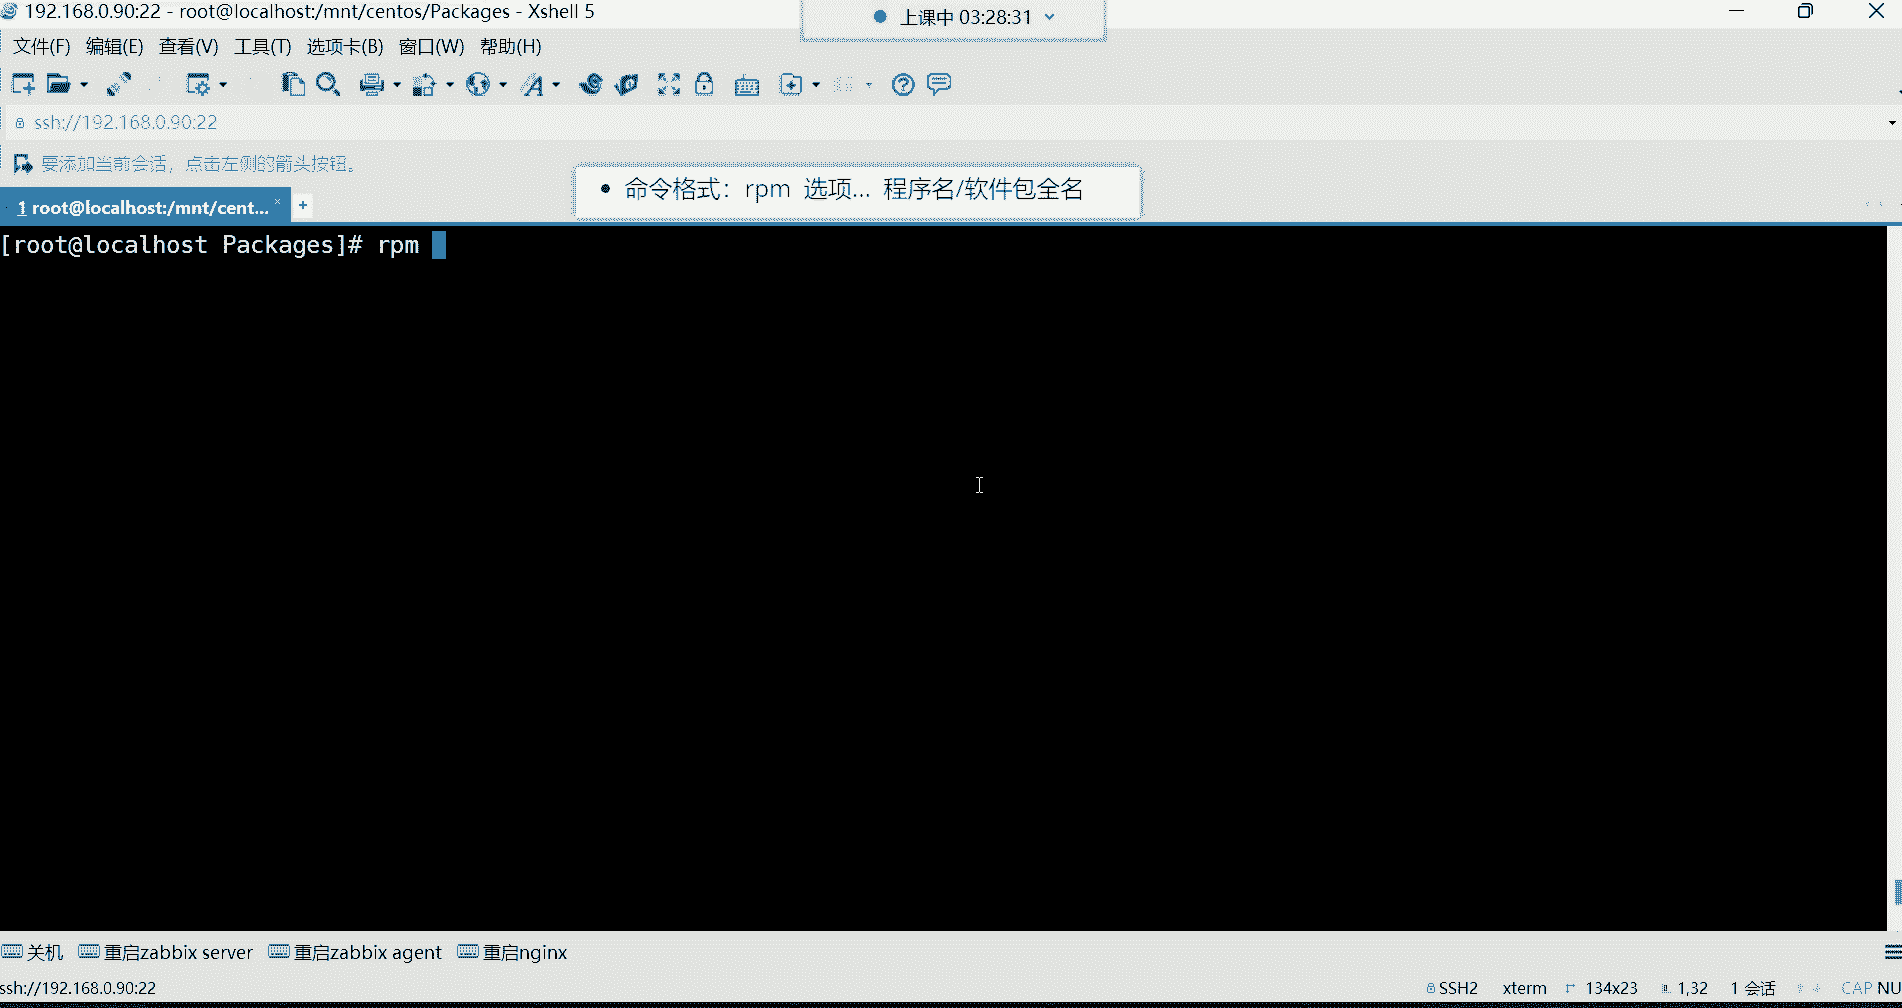 192.168.0.90:22 - root@localhost:/mnt/centos/Packages - Xshell 5
上课中 03:28:31
文件(F) 编辑(E) 查看(V) 工具(T) 选项卡(B) 窗口(W) 帮助(H)
ssh://192.168.0.90:22
要添加当前会话，点击左侧的箭头按钮。
• 命令格式：rpm 选项... 程序名/软件包全名
1 root@localhost:/mnt/cent... × +
[root@localhost Packages]# rpm
关机 重启zabbix server 重启zabbix agent 重启nginx
ssh://192.168.0.90:22 SSH2 xterm 134x23 1,32 1 会话 CAP NU